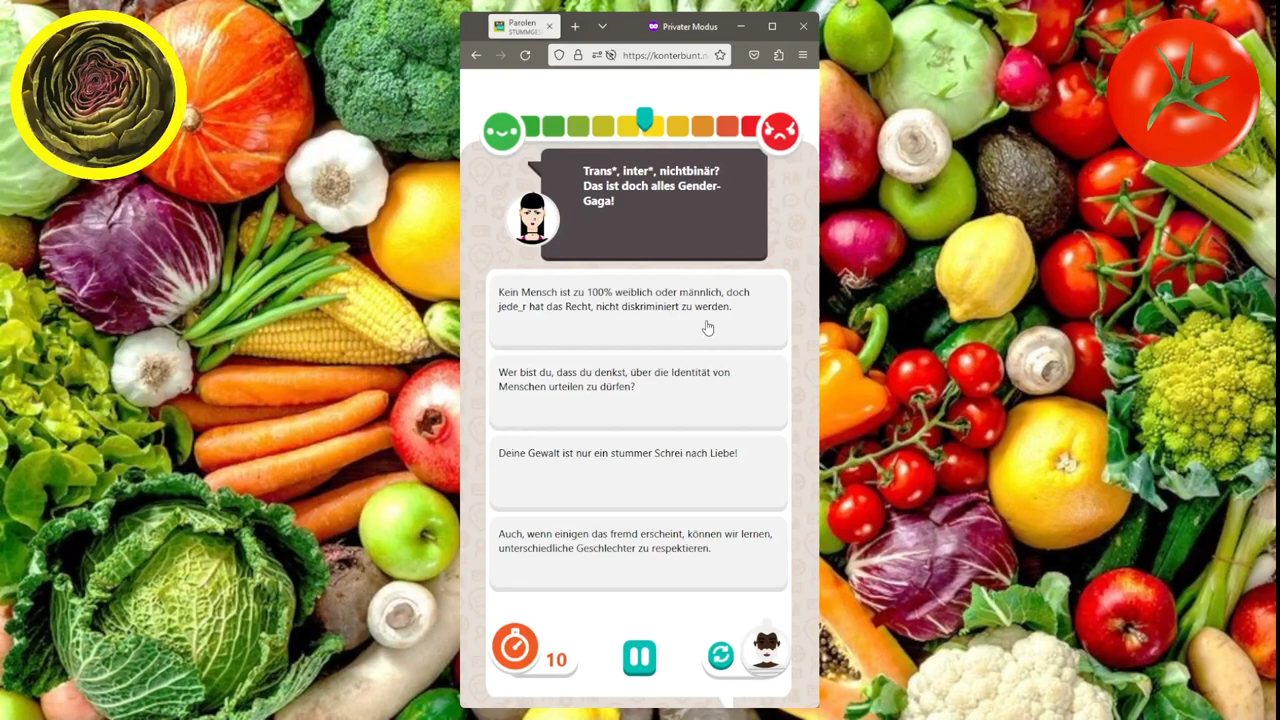 Parolen
Privater Modus
https://konterbunt.
Trans*, inter*, nichtbinär?
Das ist doch alles Gender-
Gaga!
Kein Mensch ist zu 100% weiblich oder männlich, doch
jede_r hat das Recht, nicht diskriminiert zu werden.
Wer bist du, dass du denkst, über die Identität von
Menschen urteilen zu dürfen?
Deine Gewalt ist nur ein stummer Schrei nach Liebe!
Auch, wenn einigen das fremd erscheint, können wir lernen,
unterschiedliche Geschlechter zu respektieren.
10